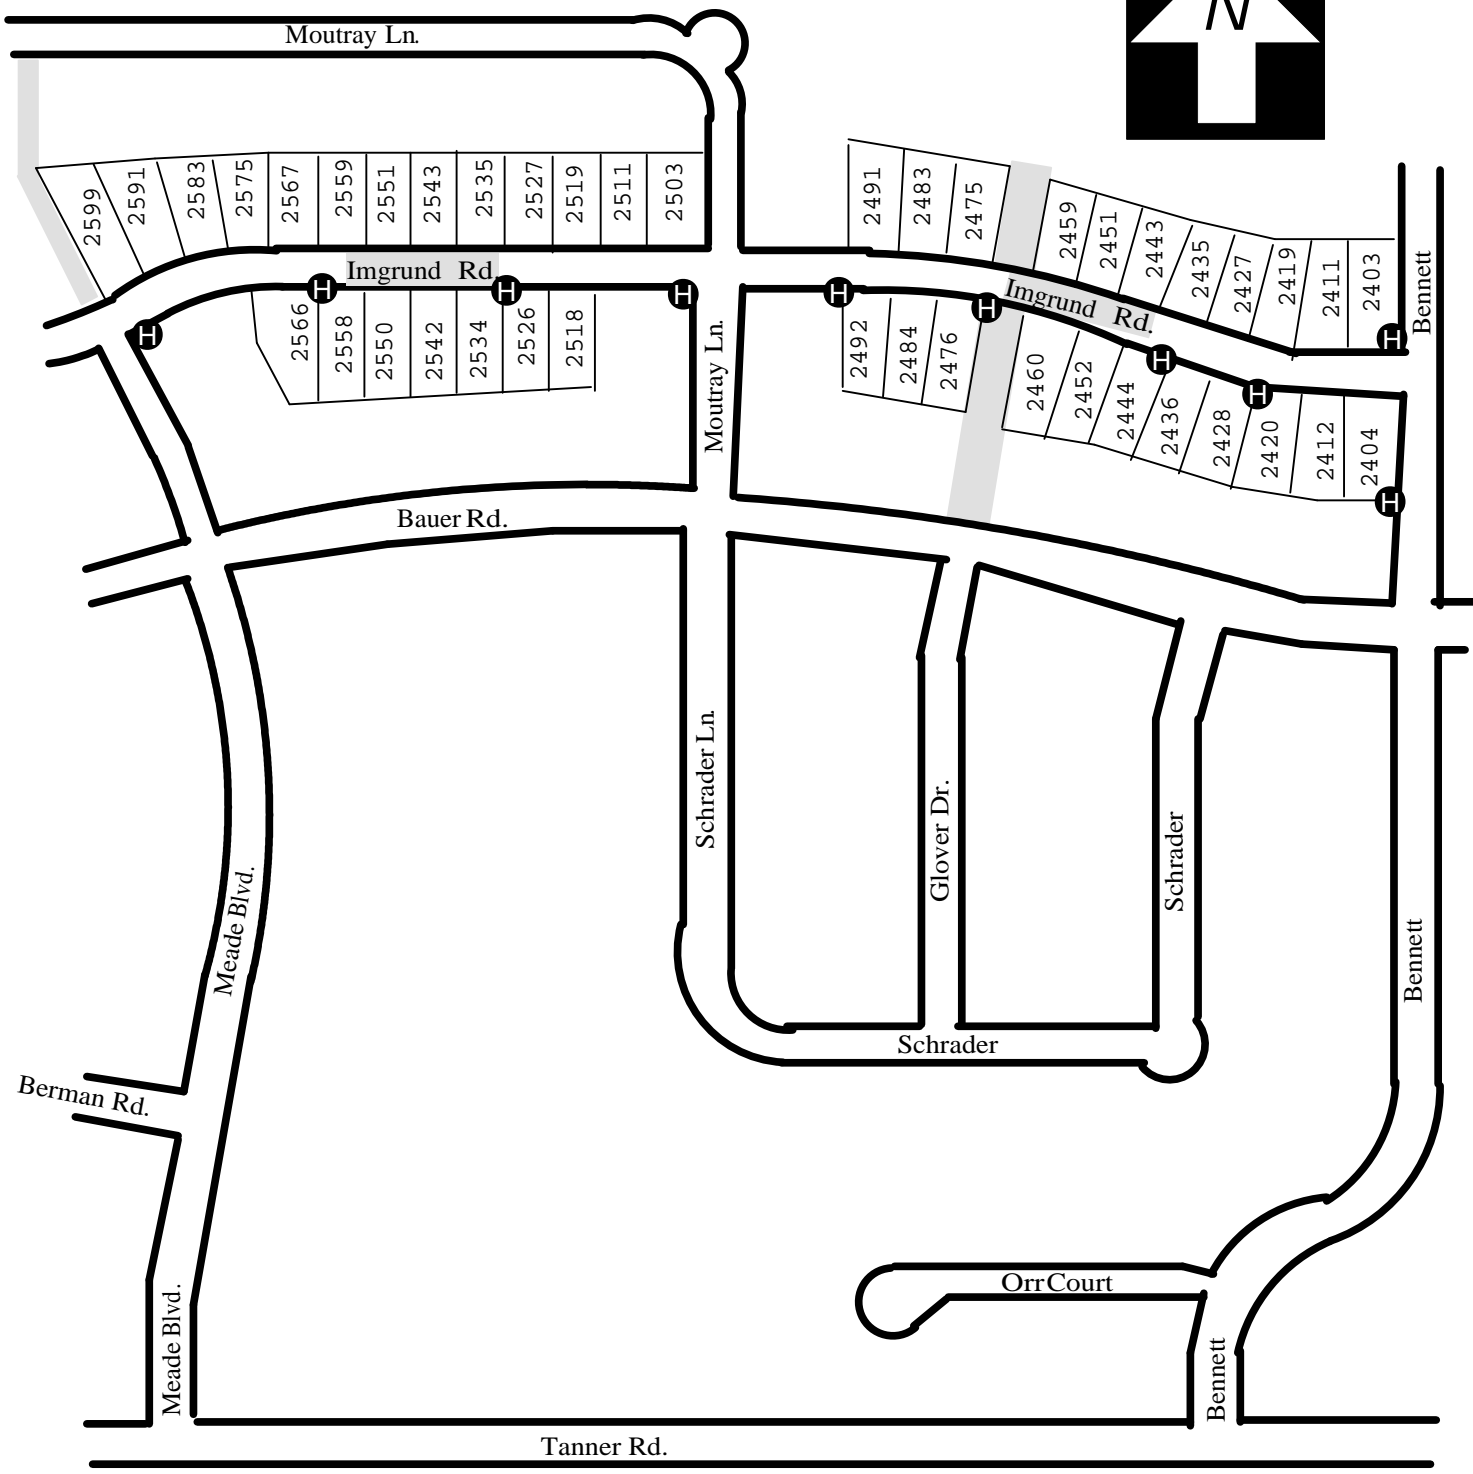 N
Moutray Ln.
2599
2591
2583
2575
2567
2559
2551
2543
2535
2527
2519
2511
2503
2491
2483
2475
2459
2451
2443
2435
2427
2419
2411
2403
Bennett
Imgrund Rd.
Imgrund Rd.
H
H
H
H
H
H
H
H
H
H
2566
2558
2550
2542
2534
2526
2518
Moutray Ln.
2492
2484
2476
2460
2452
2444
2436
2428
2420
2412
2404
Bauer Rd.
Schrader Ln.
Glover Dr.
Schrader
Meade Blvd.
Bennett
Schrader
Berman Rd.
Orr Court
Meade Blvd.
Bennett
Tanner Rd.